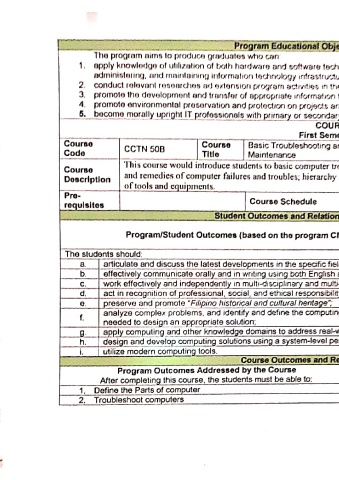 Program Educational Obje
The program aims to produce graduates who can
1. apply knowledge of utilization of both hardware and software tech
administering, and maintaining information technology infrastructu
2. conduct relevant researches ad extension program activities in the
3. promote the development and transfer of appropriate information t
4. promote environmental preservation and protection on projects an
5. become morally upright IT professionals with primary or secondar
COUR
First Seme
Course Code CCTN 50B Course Title Basic Troubleshooting an
Maintenance
Course Description This course would introduce students to basic computer tro
and remedies of computer failures and troubles; hierarchy
of tools and equipments.
Pre-requisites Course Schedule
Student Outcomes and Relation
Program/Student Outcomes (based on the program CM
The students should:
a. articulate and discuss the latest developments in the specific fiel
b. effectively communicate orally and in writing using both English a
c. work effectively and independently in multi-disciplinary and multi-
d. act in recognition of professional, social, and ethical responsibilit
e. preserve and promote "Filipino historical and cultural heritage";
f. analyze complex problems, and identify and define the computin
needed to design an appropriate solution;
g. apply computing and other knowledge domains to address real-w
h. design and develop computing solutions using a system-level pe
i. utilize modern computing tools.
Course Outcomes and Re
Program Outcomes Addressed by the Course
After completing this course, the students must be able to:
1. Define the Parts of computer
2. Troubleshoot computers